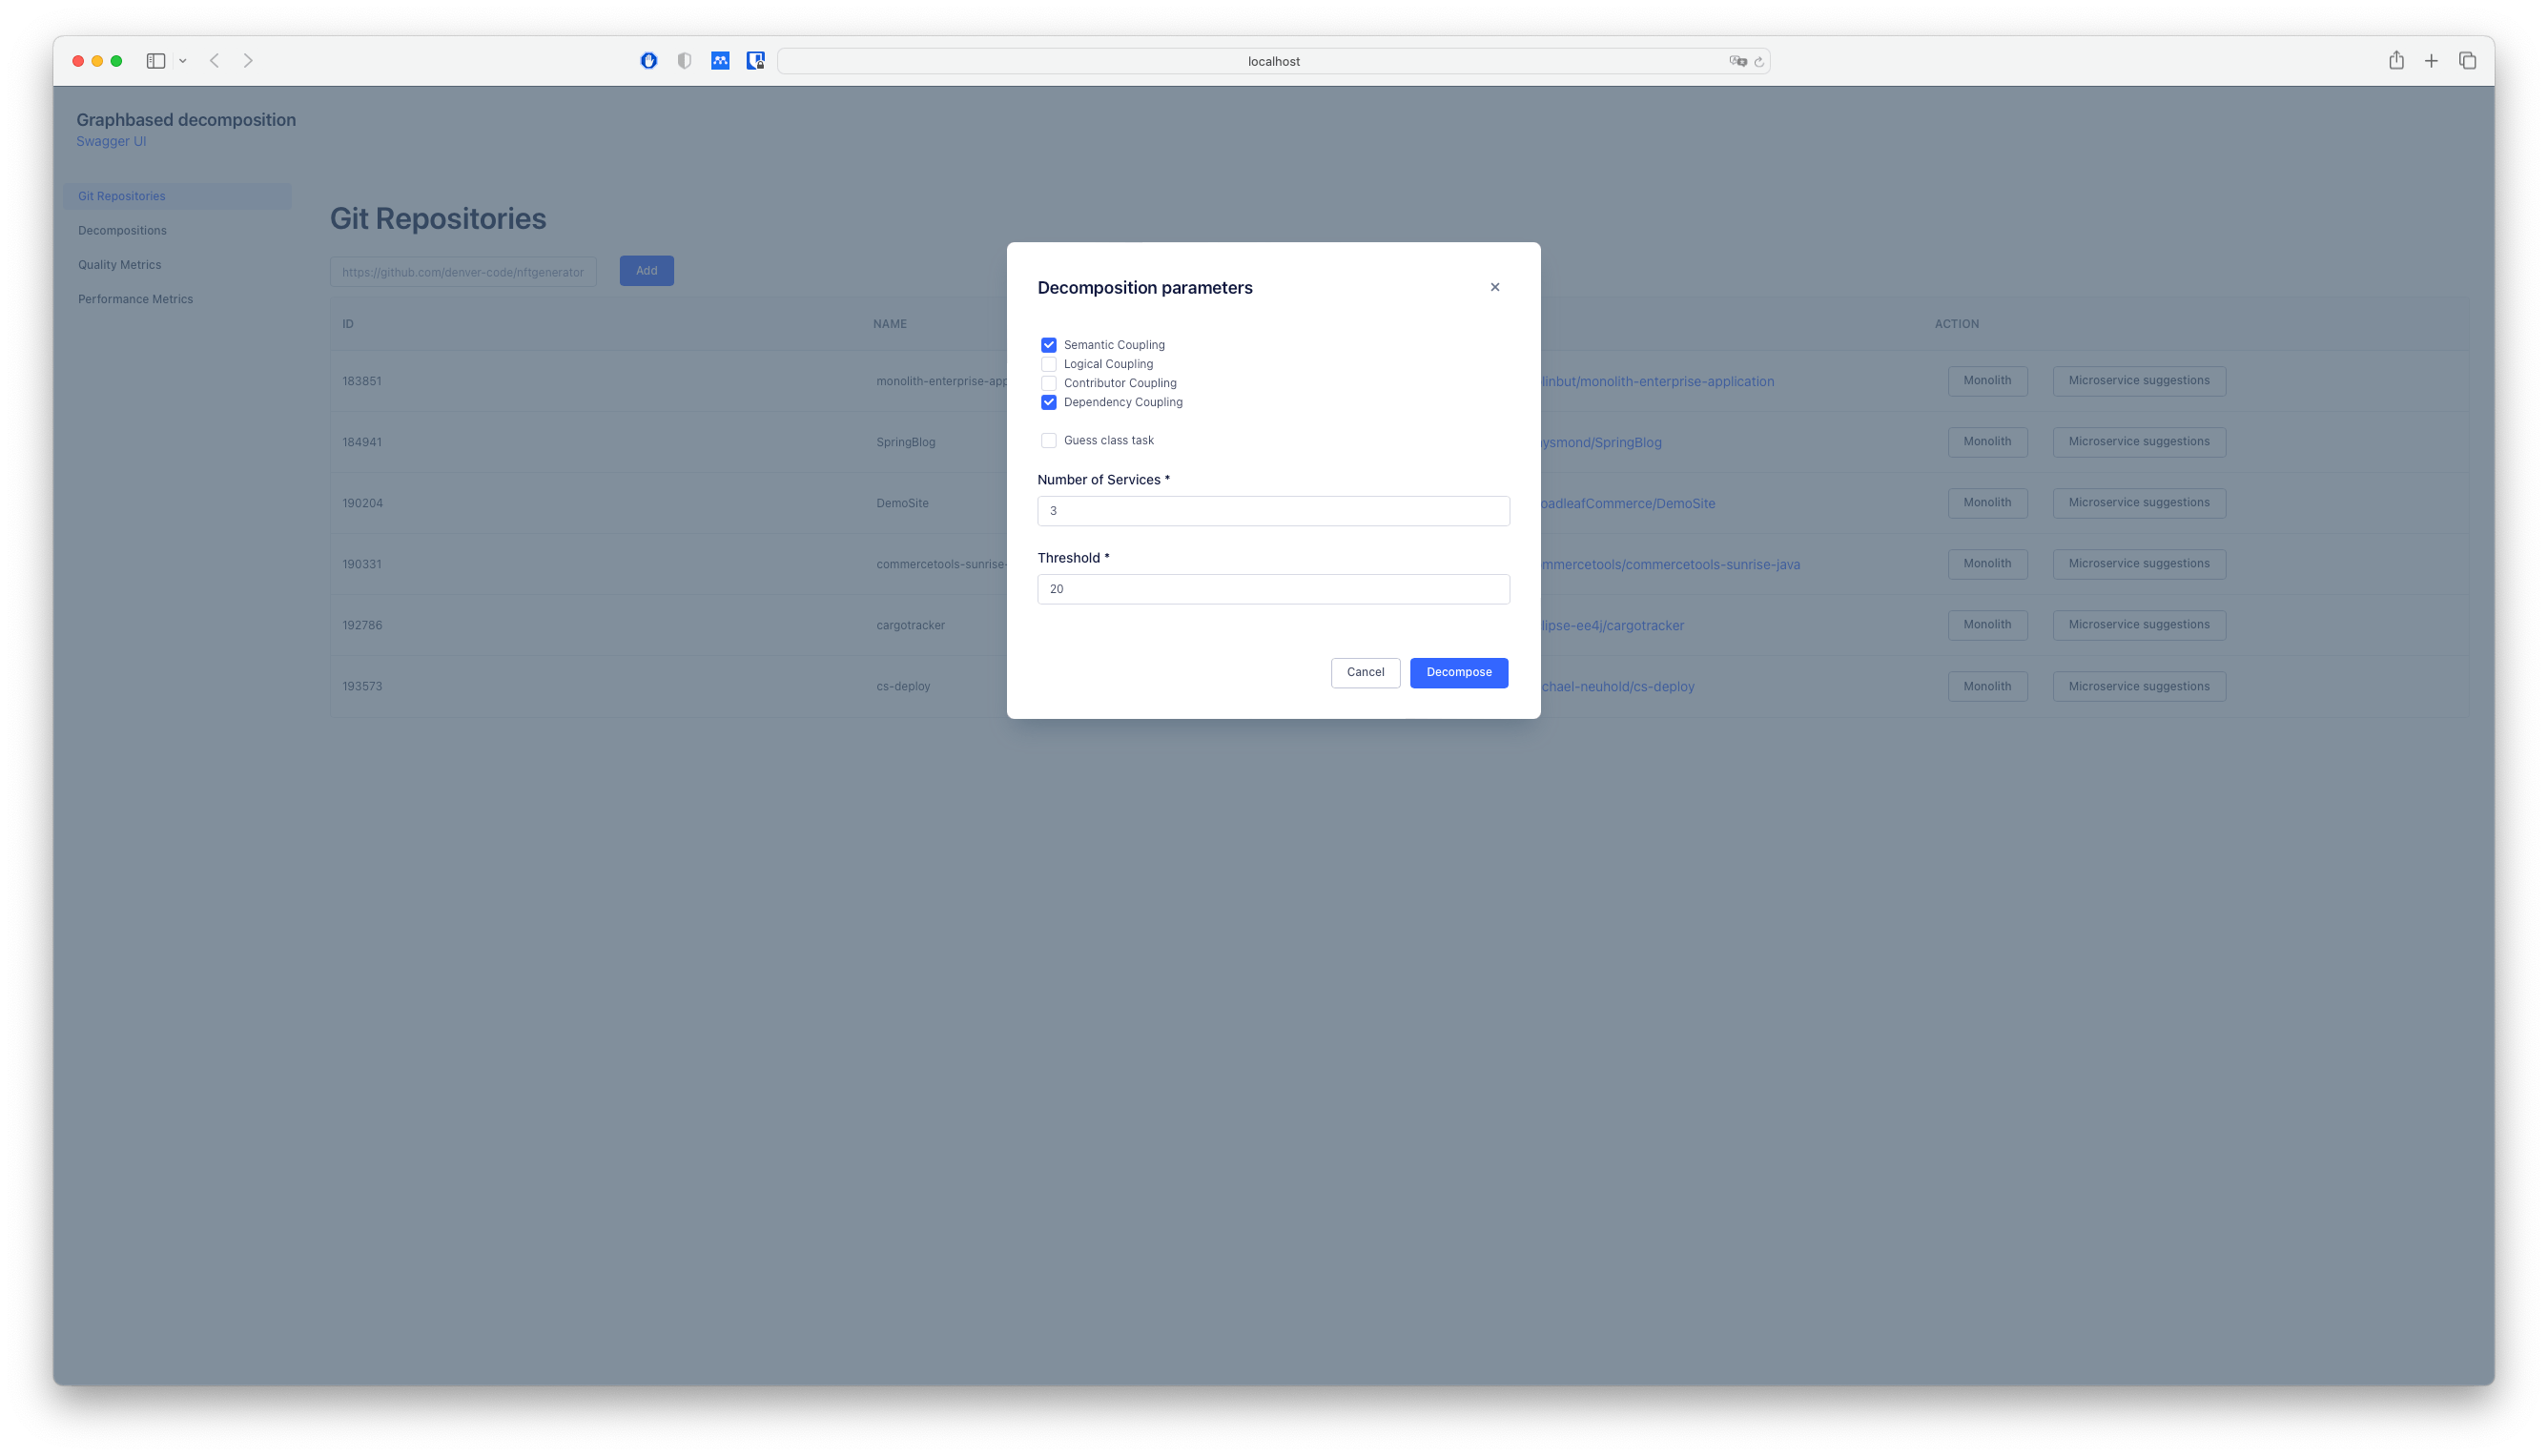 localhost
Graphbased decomposition
Swagger UI
Git Repositories
Decompositions
Quality Metrics
Performance Metrics
Git Repositories
https://github.com/denver-code/nftgenerator
Add
ID NAME ACTION
183851 monolith-enterprise-app linbut/monolith-enterprise-application Monolith Microservice suggestions
184941 SpringBlog ysmond/SpringBlog Monolith Microservice suggestions
190204 DemoSite oadleafCommerce/DemoSite Monolith Microservice suggestions
190331 commercetools-sunrise- mmercetools/commercetools-sunrise-java Monolith Microservice suggestions
192786 cargotracker lipse-ee4j/cargotracker Monolith Microservice suggestions
193573 cs-deploy chael-neuhold/cs-deploy Monolith Microservice suggestions
Decomposition parameters
Semantic Coupling
Logical Coupling
Contributor Coupling
Dependency Coupling
Guess class task
Number of Services *
3
Threshold *
20
Cancel Decompose